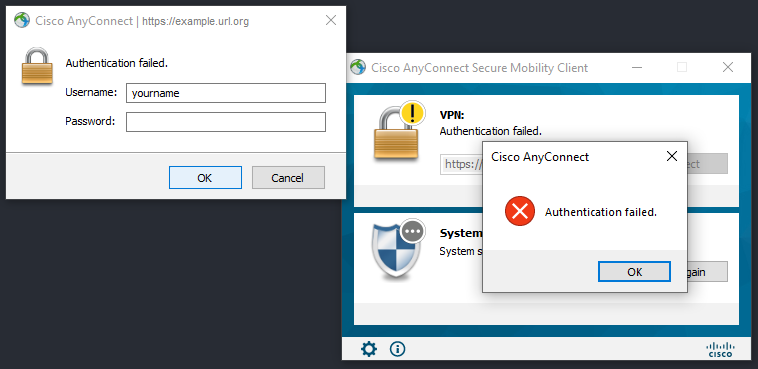 Cisco AnyConnect | https://example.url.org
Authentication failed.
Username: yourname
Password:
OK Cancel
Cisco AnyConnect Secure Mobility Client
VPN:
Authentication failed.
https:/
Cisco AnyConnect
Authentication failed.
OK
System
System s
gain
cisco